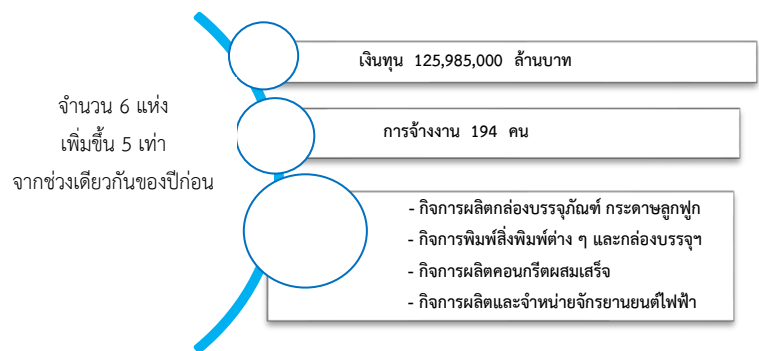 จำนวน 6 แห่ง
เพิ่มขึ้น 5 เท่า
จากช่วงเดียวกันของปีก่อน
เงินทุน 125,985,000 ล้านบาท
การจ้างงาน 194 คน
- กิจการผลิตกล่องบรรจุภัณฑ์ กระดาษลูกฟูก
- กิจการพิมพ์สิ่งพิมพ์ต่าง ๆ และกล่องบรรจุฯ
- กิจการผลิตคอนกรีตผสมเสร็จ
- กิจการผลิตและจำหน่ายจักรยานยนต์ไฟฟ้า